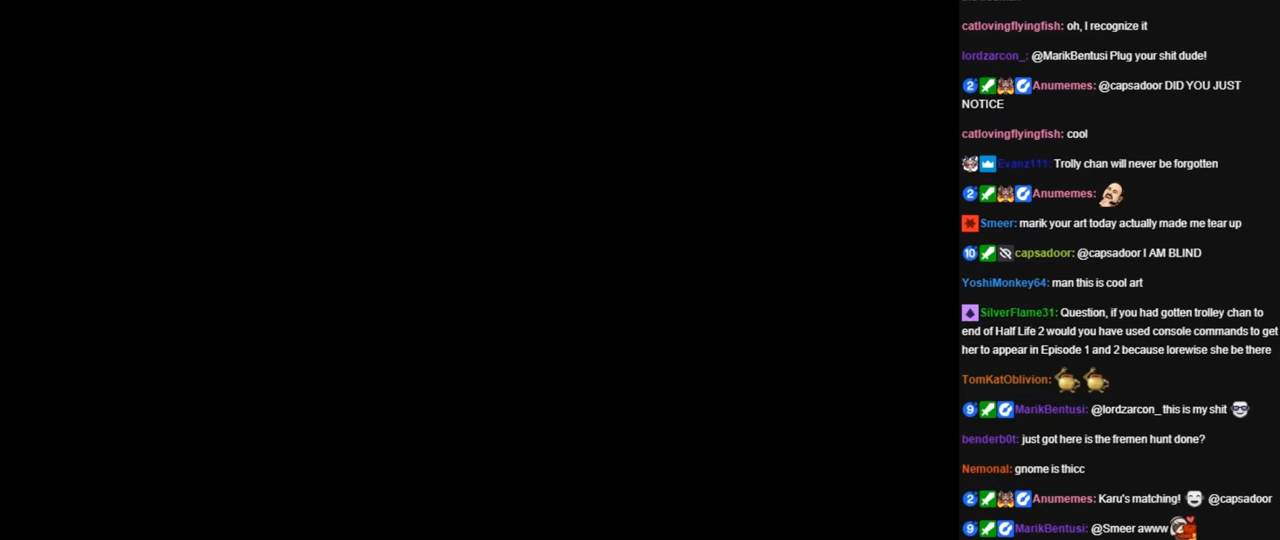 catlovingflyingfish: oh, I recognize it
lordzarcon_: @MarikBentusi Plug your shit dude!
2 Anumemes: @capsadoor DID YOU JUST
NOTICE
catlovingflyingfish: cool
Evanz111: Trolly chan will never be forgotten
2 Anumemes:
Smeer: marik your art today actually made me tear up
10 capsadoor: @capsadoor I AM BLIND
YoshiMonkey64: man this is cool art
SilverFlame31: Question, if you had gotten trolley chan to
end of Half Life 2 would you have used console commands to get
her to appear in Episode 1 and 2 because lorewise she be there
TomKatOblivion:
9 MarikBentusi: @lordzarcon_ this is my shit
benderb0t: just got here is the fremen hunt done?
Nemonal: gnome is thicc
2 Anumemes: Karu's matching! @capsadoor
9 MarikBentusi: @Smeer awww